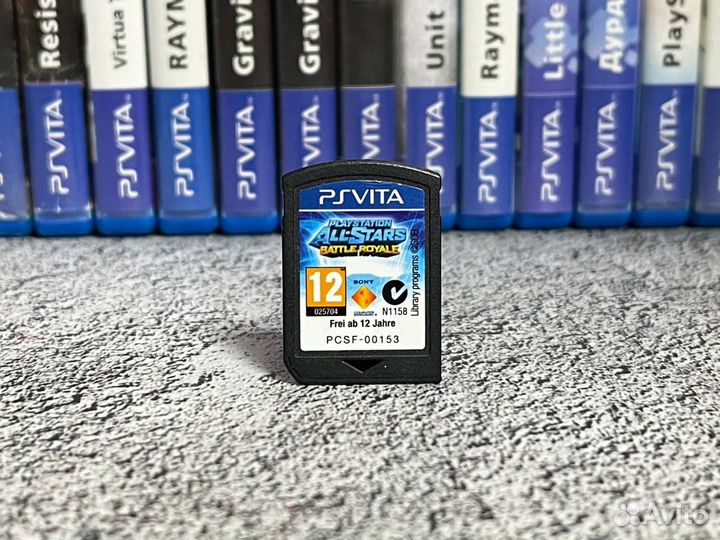 Resis
Virtua T
RAYM
Gravi
Gravi
Unit
Raym
Little
Дура
PlayS
PSVITA
PSVITA
PSVITA
PSVITA
PSVITA
PSVITA
PSVITA
PSVITA
PSVITA
PSVITA
PSVITA
PSVITA
PLAYSTATION
ALL-STARS
BATTLE ROYALE
12
025704
SONY
N1158
Library programs ©SCEI
Frei ab 12 Jahre
PCSF-00153
Avito